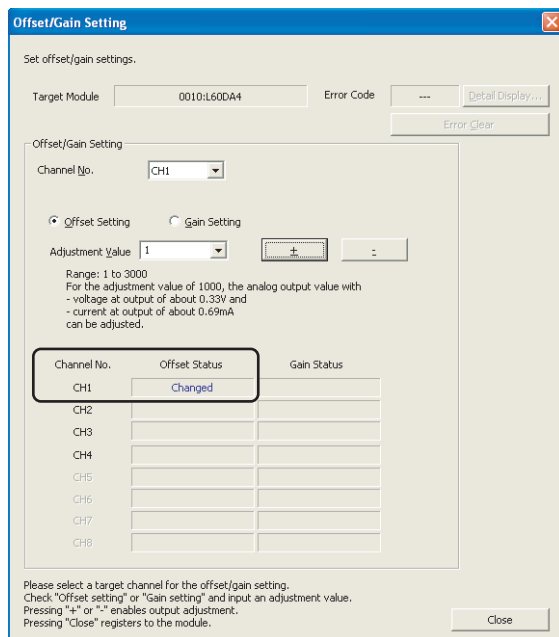 Offset/Gain Setting
Set offset/gain settings.
Target Module 0010:L60DA4 Error Code --- Detail Display...
Error Clear
Offset/Gain Setting
Channel No. CH1
Offset Setting Gain Setting
Adjustment Value 1 + -
Range: 1 to 3000
For the adjustment value of 1000, the analog output value with
- voltage at output of about 0.33V and
- current at output of about 0.69mA
can be adjusted.
Channel No. Offset Status Gain Status
CH1 Changed
CH2
CH3
CH4
CH5
CH6
CH7
CH8
Please select a target channel for the offset/gain setting.
Check "Offset setting" or "Gain setting" and input an adjustment value.
Pressing "+" or "-" enables output adjustment.
Pressing "Close" registers to the module.
Close